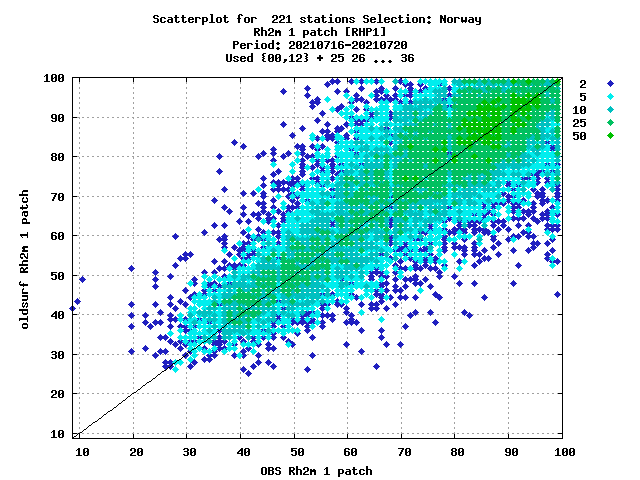 Scatterplot for  221 stations Selection: Norway
Rh2m 1 patch [RHP1]
Period: 20210716-20210720
Used {00,12} + 25 26 ... 36
100
90
80
70
60
50
40
30
20
10
oldsurf Rh2m 1 patch
10 20 30 40 50 60 70 80 90 100
OBS Rh2m 1 patch
2
5
10
25
50